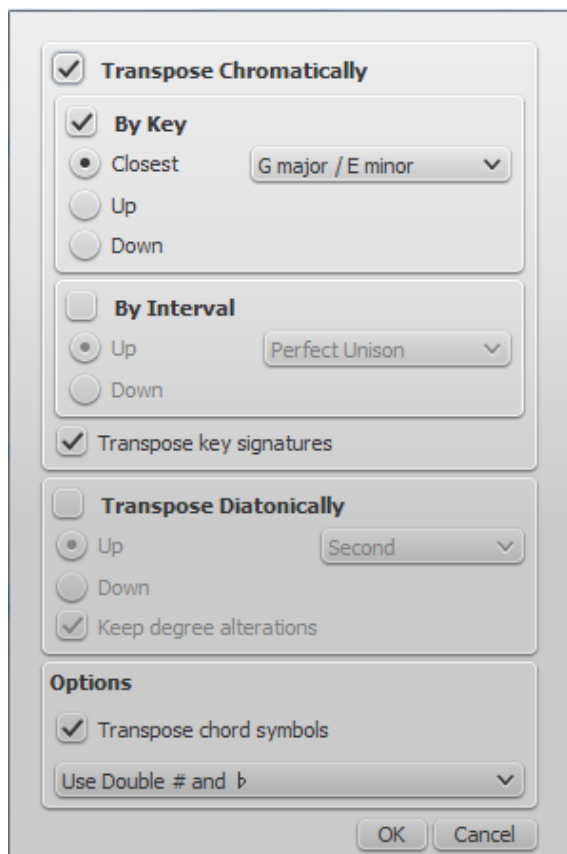 Transpose Chromatically
By Key
Closest G major / E minor
Up
Down
By Interval
Up Perfect Unison
Down
Transpose key signatures
Transpose Diatonically
Up Second
Down
Keep degree alterations
Options
Transpose chord symbols
Use Double # and ♭
OK Cancel